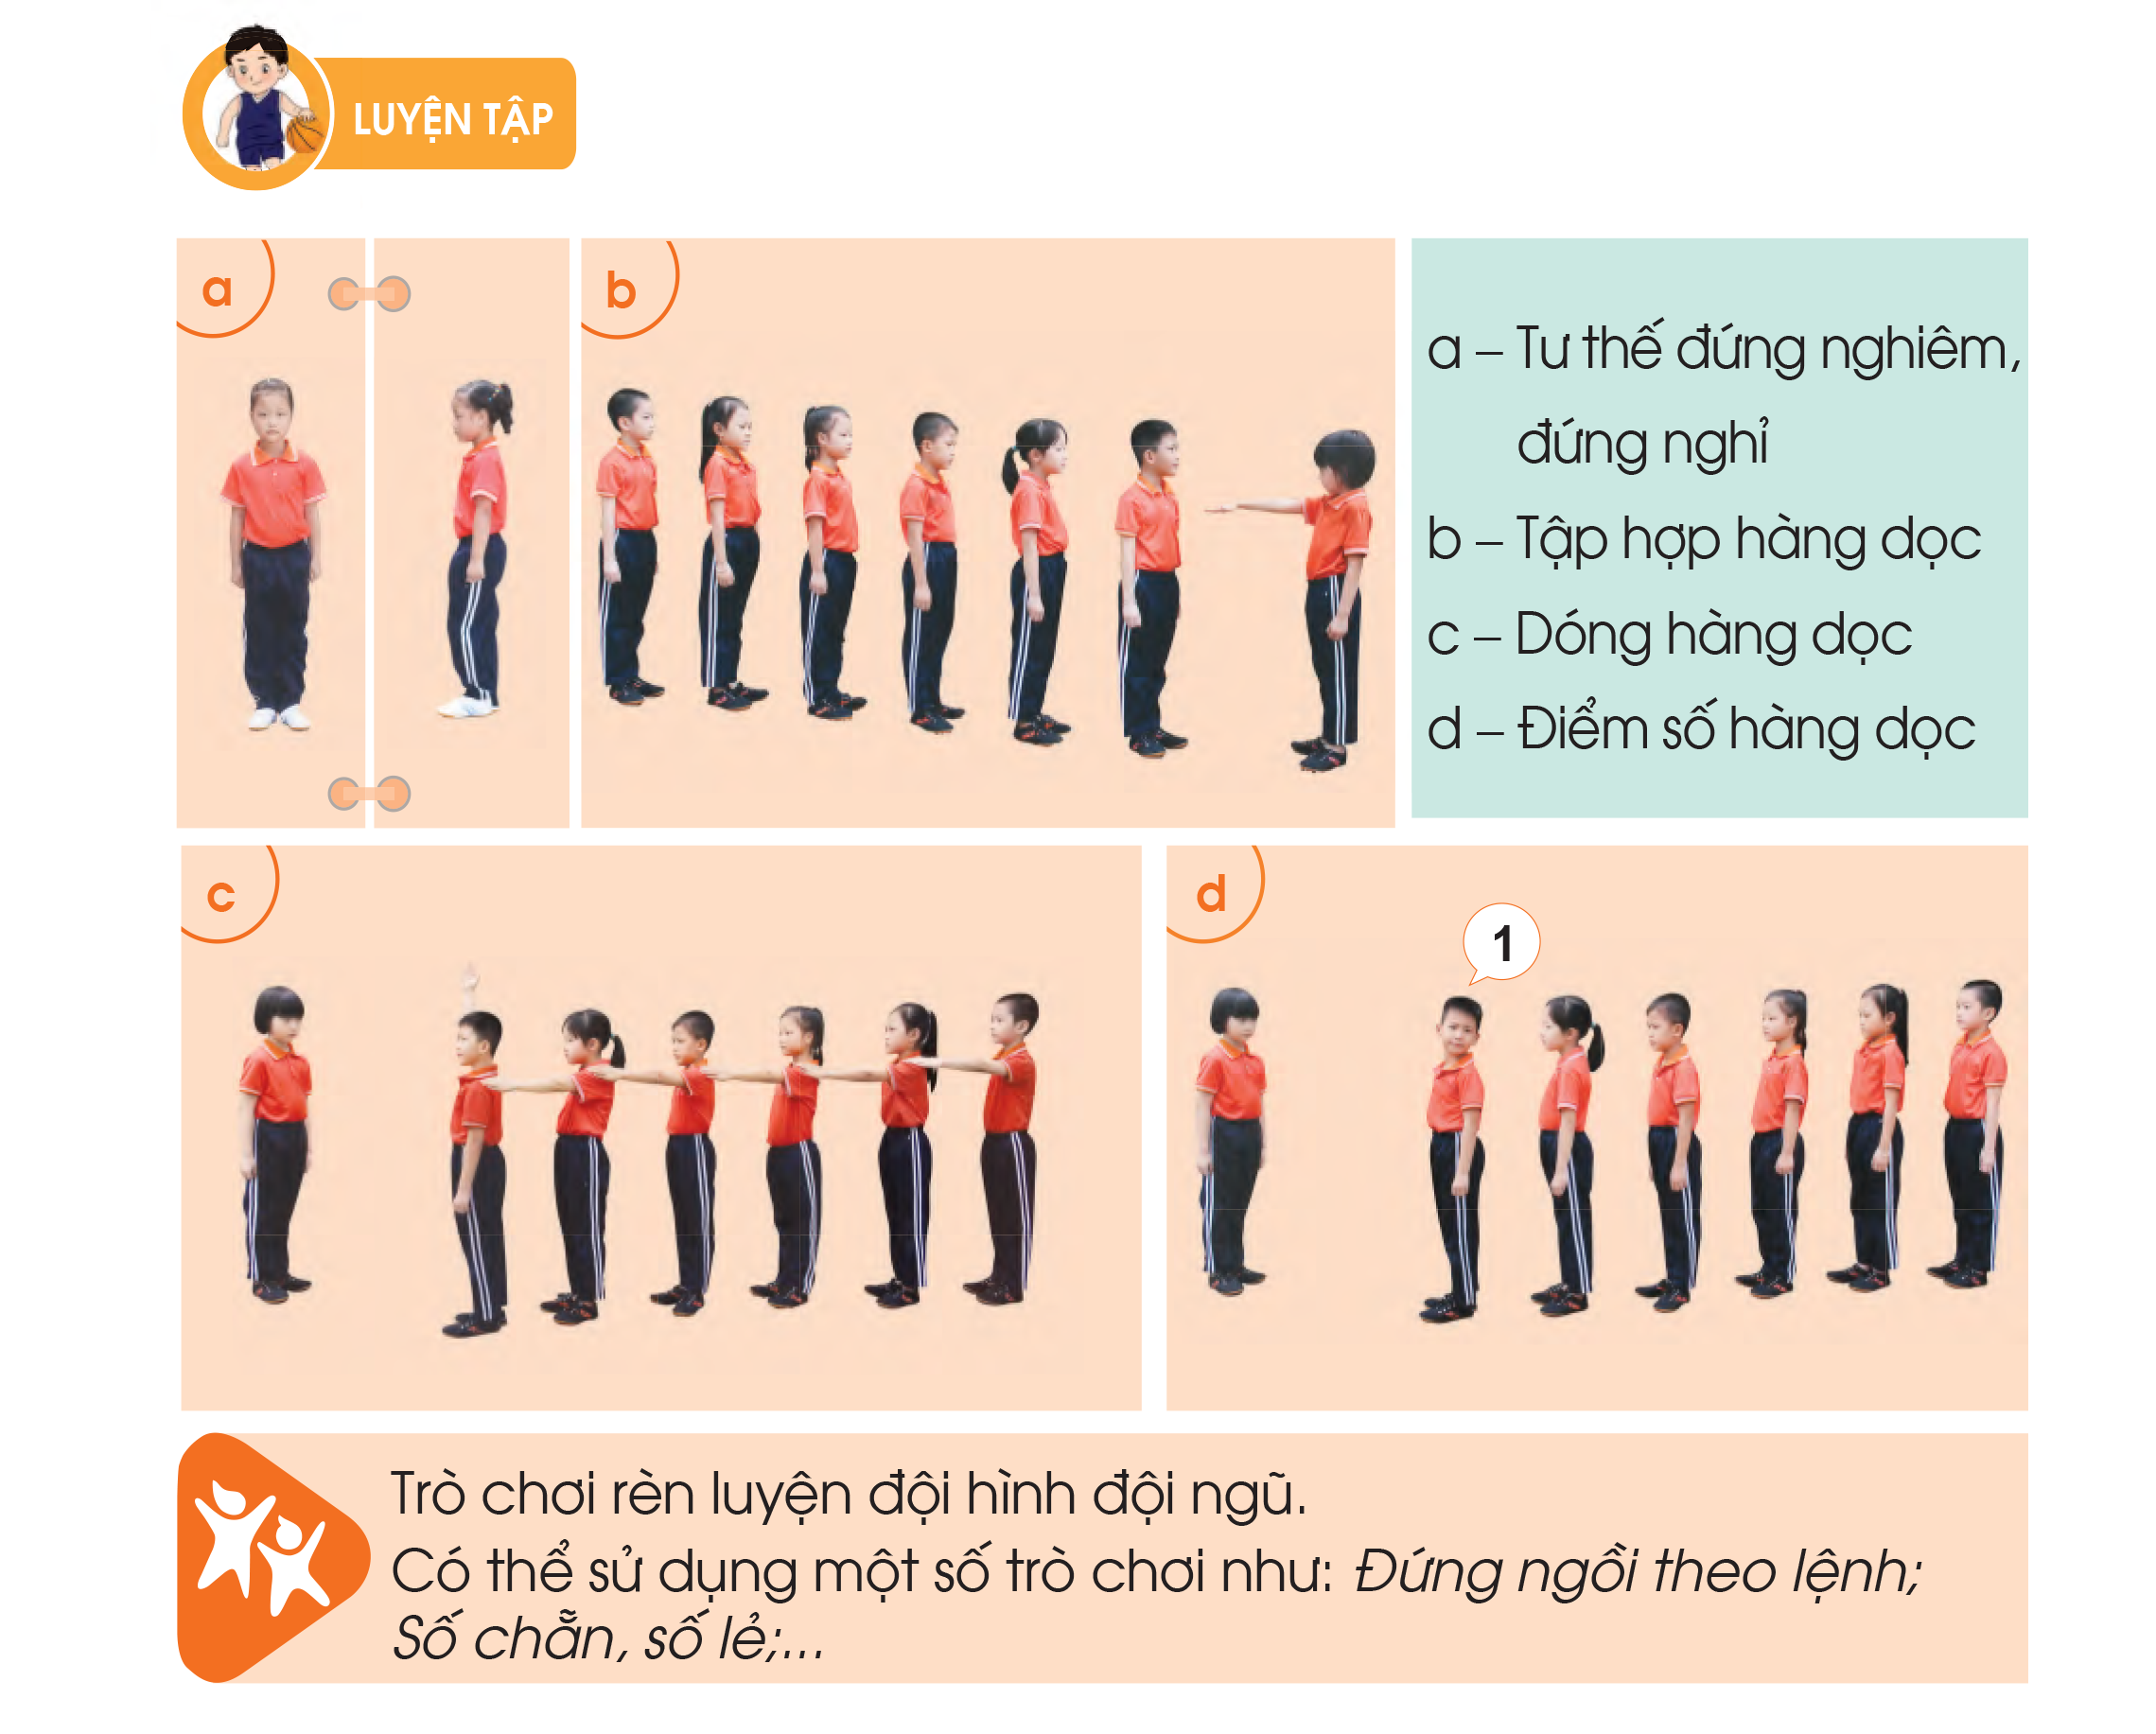 LUYỆN TẬP
a
b
a – Tư thế đứng nghiêm,
đứng nghỉ
b – Tập hợp hàng dọc
c – Dóng hàng dọc
d – Điểm số hàng dọc
c
d
1
Trò chơi rèn luyện đội hình đội ngũ.
Có thể sử dụng một số trò chơi như: Đứng ngồi theo lệnh;
Số chẵn, số lẻ;...